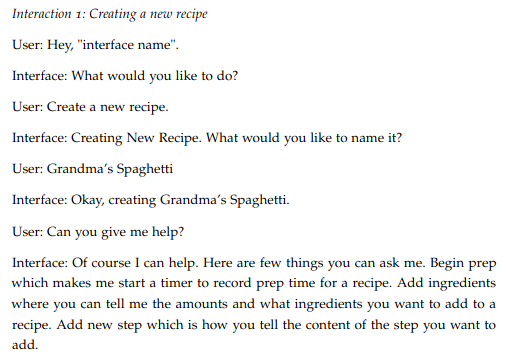 Interaction 1: Creating a new recipe
User: Hey, "interface name".
Interface: What would you like to do?
User: Create a new recipe.
Interface: Creating New Recipe. What would you like to name it?
User: Grandma's Spaghetti
Interface: Okay, creating Grandma's Spaghetti.
User: Can you give me help?
Interface: Of course I can help. Here are few things you can ask me. Begin prep
which makes me start a timer to record prep time for a recipe. Add ingredients
where you can tell me the amounts and what ingredients you want to add to a
recipe. Add new step which is how you tell the content of the step you want to
add.